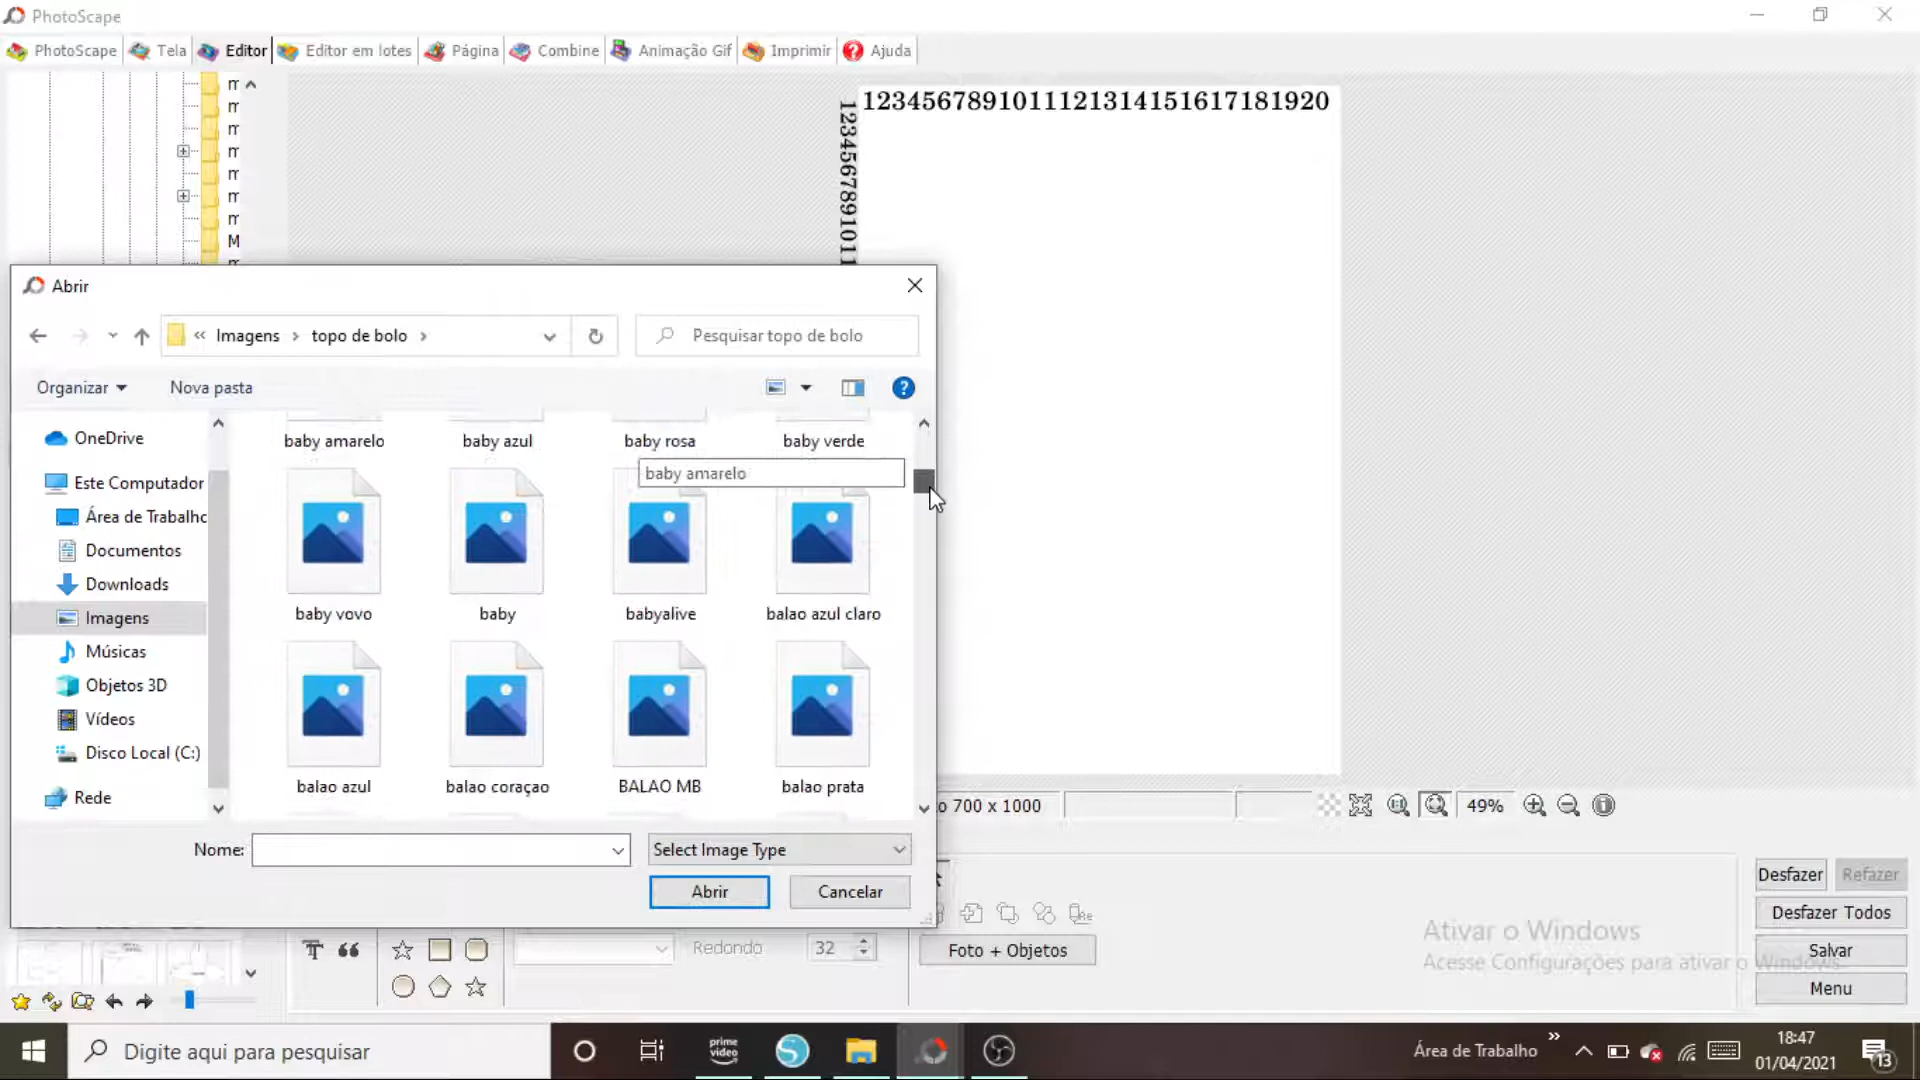 PhotoScape
PhotoScape Tela Editor Editor em lotes Página Combine Animação Gif Imprimir Ajuda
M
1234567891011121314151617181920
1234567891011
Abrir
« Imagens › topo de bolo ›
Pesquisar topo de bolo
Organizar Nova pasta
OneDrive
Este Computador
Área de Trabalho
Documentos
Downloads
Imagens
Músicas
Objetos 3D
Vídeos
Disco Local (C:)
Rede
baby amarelo baby azul baby rosa baby verde
baby amarelo
baby vovo baby babyalive balao azul claro
balao azul balao coraçao BALAO MB balao prata
Nome:
Select Image Type
Abrir Cancelar
o 700 x 1000
49%
Redondo 32
Foto + Objetos
Desfazer Refazer
Desfazer Todos
Salvar
Menu
Ativar o Windows
Acesse Configurações para ativar o Windows.
Digite aqui para pesquisar
prime
video
Área de Trabalho
18:47
01/04/2021
13